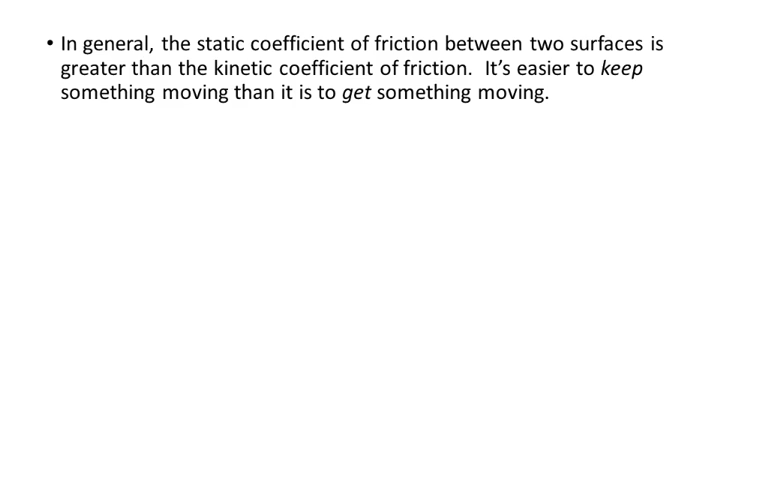 • In general, the static coefficient of friction between two surfaces is
greater than the kinetic coefficient of friction.  It’s easier to keep
something moving than it is to get something moving.